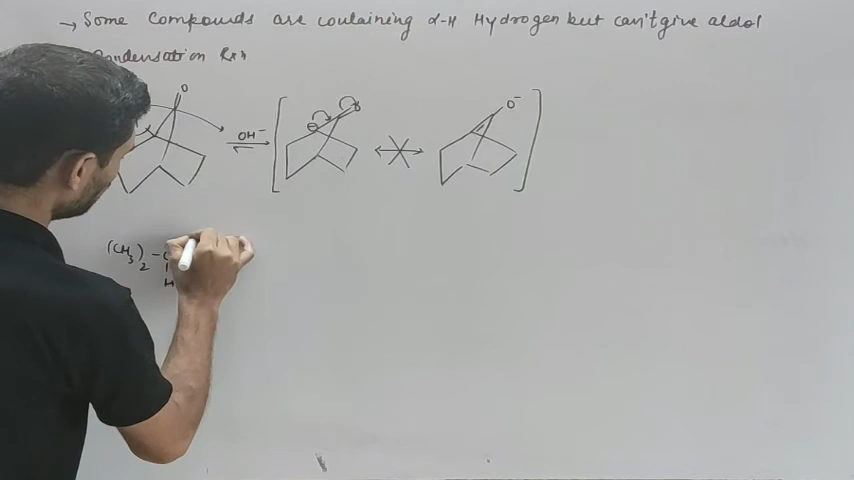 → Some compounds are containing α-H Hydrogen but can't give aldol
Condensation Rxn
O
OH⁻
⊖ O
O⁻
(CH₃)₂ - C
H